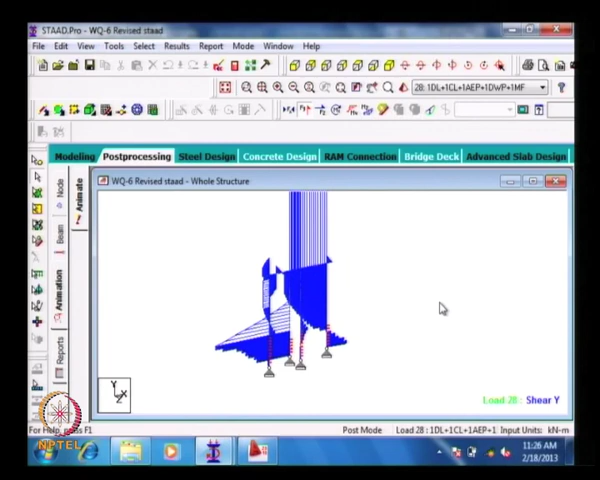 STAAD.Pro - WQ-6 Revised staad
File Edit View Tools Select Results Report Mode Window Help
28: 1DL+1CL+1AEP+1DWP+1MF
Modeling Postprocessing Steel Design Concrete Design RAM Connection Bridge Deck Advanced Slab Design
WQ-6 Revised staad - Whole Structure
Node
Beam
Animation
Reports
Animate
Y
X
Z
Load 28 : Shear Y
For Help, press F1
Post Mode
Load 28 : 1DL+1CL+1AEP+1
Input Units: kN-m
NPTEL
11:26 AM
2/18/2013